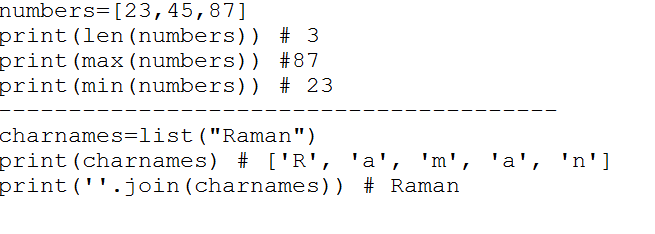 numbers=[23,45,87]
print(len(numbers)) # 3
print(max(numbers)) #87
print(min(numbers)) # 23
----------------------------------------
charnames=list("Raman")
print(charnames) # ['R', 'a', 'm', 'a', 'n']
print(''.join(charnames)) # Raman